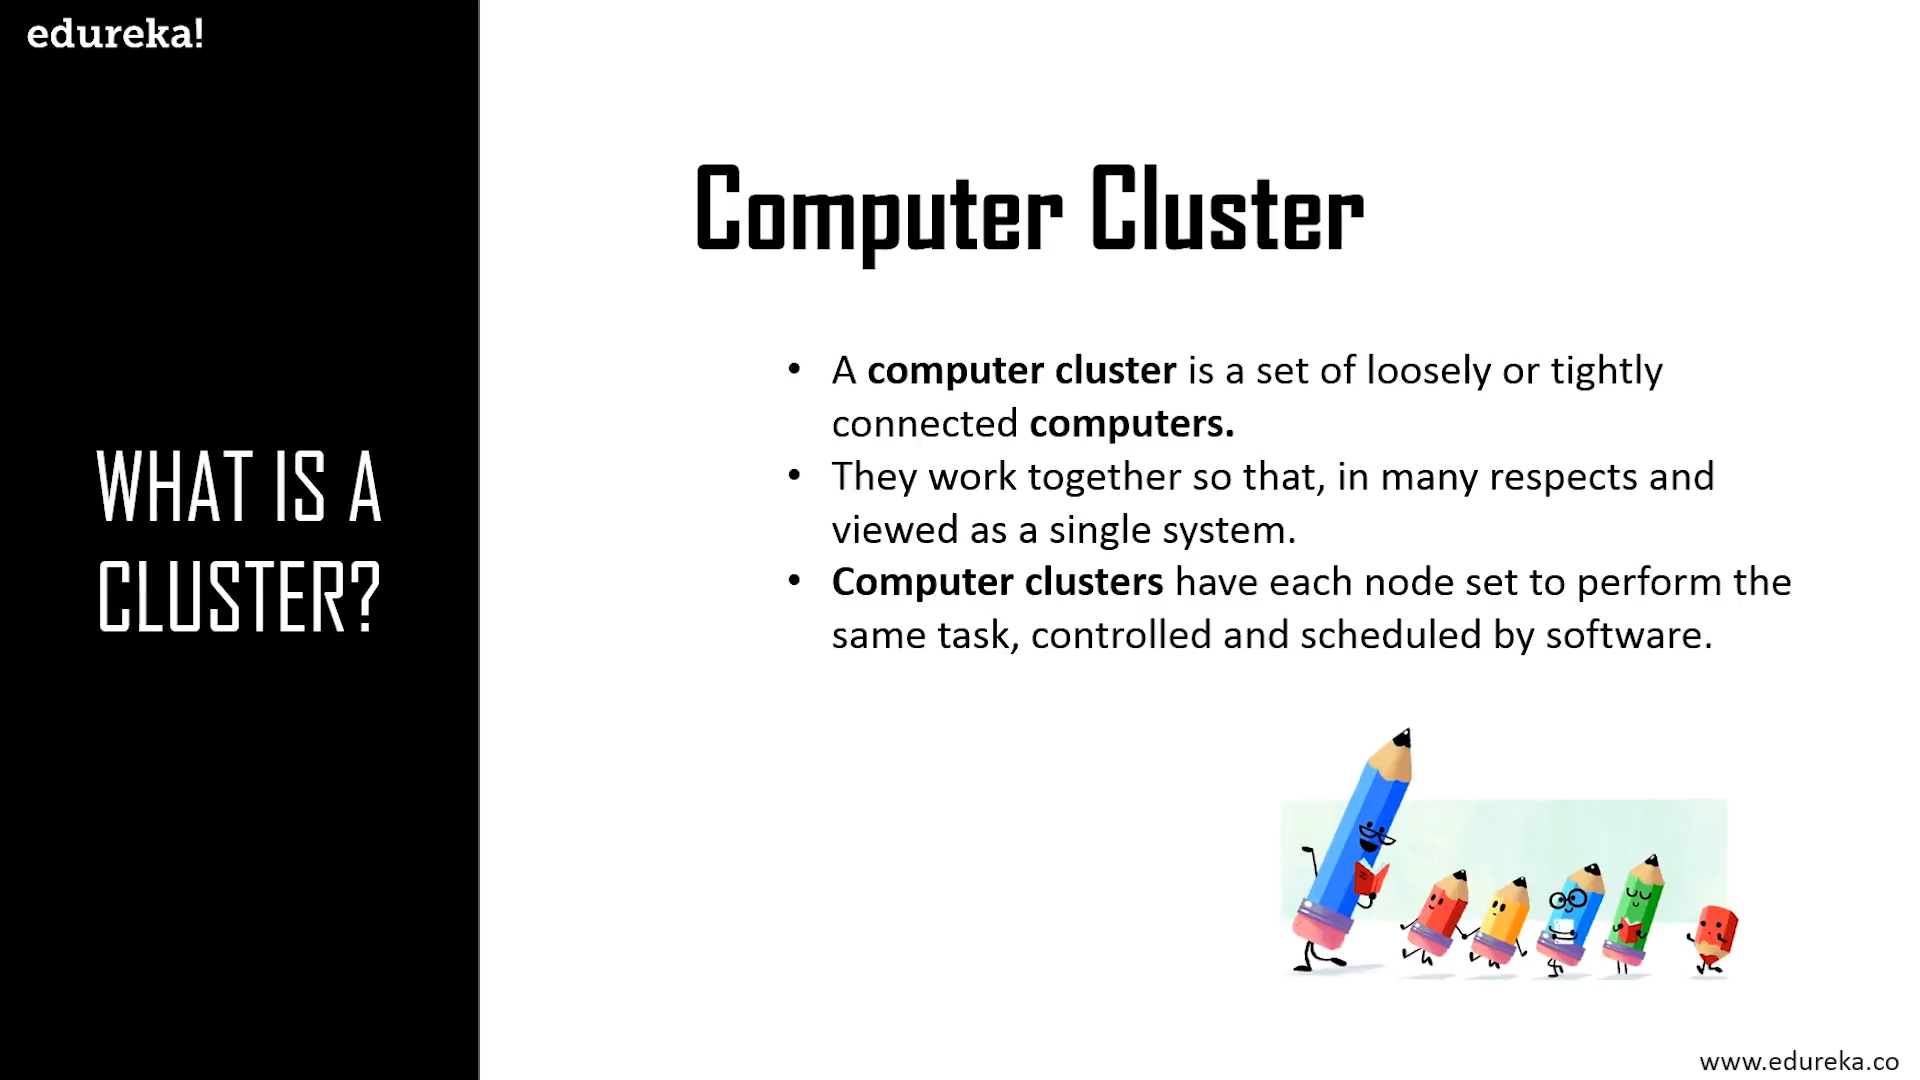 edureka!
WHAT IS A
CLUSTER?
Computer Cluster
• A computer cluster is a set of loosely or tightly
connected computers.
• They work together so that, in many respects and
viewed as a single system.
• Computer clusters have each node set to perform the
same task, controlled and scheduled by software.
www.edureka.co